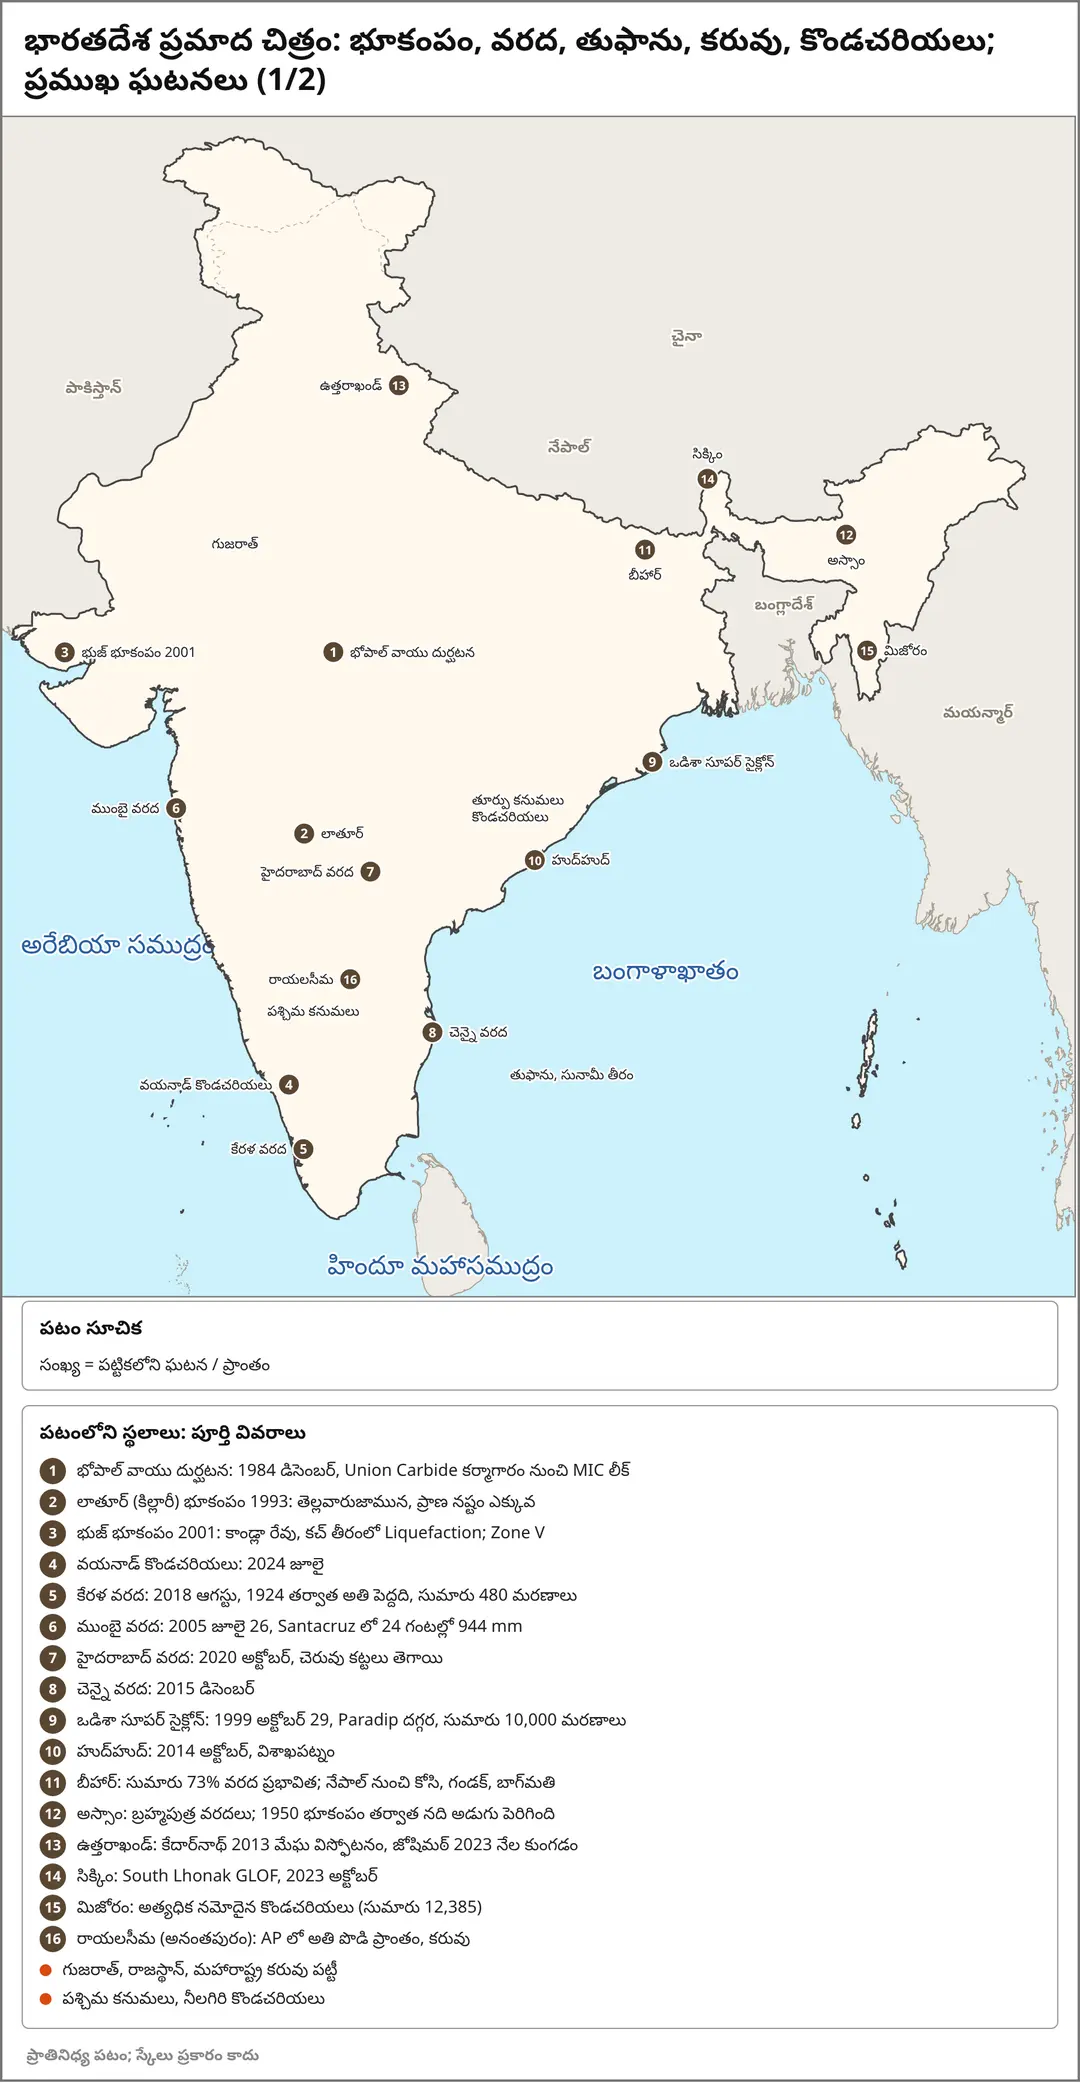 భారతదేశ ప్రమాద చిత్రం: భూకంపం, వరద, తుఫాను, కరువు, కొండచరియలు;
ప్రముఖ ఘటనలు (1/2)
చైనా
పాకిస్తాన్
ఉత్తరాఖండ్ 13
నేపాల్
సిక్కిం
14
గుజరాత్
12
అస్సాం
11
బీహార్
బంగ్లాదేశ్
3 భుజ్ భూకంపం 2001
1 భోపాల్ వాయు దుర్ఘటన
15 మిజోరం
మయన్మార్
9 ఒడిశా సూపర్ సైక్లోన్
తూర్పు కనుమలు
కొండచరియలు
ముంబై వరద 6
2 లాతూర్
10 హుద్‌హుద్
హైదరాబాద్ వరద 7
అరేబియా సముద్రం
బంగాళాఖాతం
రాయలసీమ 16
పశ్చిమ కనుమలు
8 చెన్నై వరద
తుఫాను, సునామీ తీరం
వయనాడ్ కొండచరియలు 4
కేరళ వరద 5
హిందూ మహాసముద్రం
పటం సూచిక
సంఖ్య = పట్టికలోని ఘటన / ప్రాంతం
పటంలోని స్థలాలు: పూర్తి వివరాలు
1 భోపాల్ వాయు దుర్ఘటన: 1984 డిసెంబర్, Union Carbide కర్మాగారం నుంచి MIC లీక్
2 లాతూర్ (కిల్లారీ) భూకంపం 1993: తెల్లవారుజామున, ప్రాణ నష్టం ఎక్కువ
3 భుజ్ భూకంపం 2001: కాండ్లా రేవు, కచ్ తీరంలో Liquefaction; Zone V
4 వయనాడ్ కొండచరియలు: 2024 జూలై
5 కేరళ వరద: 2018 ఆగస్టు, 1924 తర్వాత అతి పెద్దది, సుమారు 480 మరణాలు
6 ముంబై వరద: 2005 జూలై 26, Santacruz లో 24 గంటల్లో 944 mm
7 హైదరాబాద్ వరద: 2020 అక్టోబర్, చెరువు కట్టలు తెగాయి
8 చెన్నై వరద: 2015 డిసెంబర్
9 ఒడిశా సూపర్ సైక్లోన్: 1999 అక్టోబర్ 29, Paradip దగ్గర, సుమారు 10,000 మరణాలు
10 హుద్‌హుద్: 2014 అక్టోబర్, విశాఖపట్నం
11 బీహార్: సుమారు 73% వరద ప్రభావిత; నేపాల్ నుంచి కోసి, గండక్, బాగ్‌మతి
12 అస్సాం: బ్రహ్మపుత్ర వరదలు; 1950 భూకంపం తర్వాత నది అడుగు పెరిగింది
13 ఉత్తరాఖండ్: కేదార్‌నాథ్ 2013 మేఘ విస్ఫోటనం, జోషిమఠ్ 2023 నేల కుంగడం
14 సిక్కిం: South Lhonak GLOF, 2023 అక్టోబర్
15 మిజోరం: అత్యధిక నమోదైన కొండచరియలు (సుమారు 12,385)
16 రాయలసీమ (అనంతపురం): AP లో అతి పొడి ప్రాంతం, కరువు
గుజరాత్, రాజస్థాన్, మహారాష్ట్ర కరువు పట్టీ
పశ్చిమ కనుమలు, నీలగిరి కొండచరియలు
ప్రాతినిధ్య పటం; స్కేలు ప్రకారం కాదు